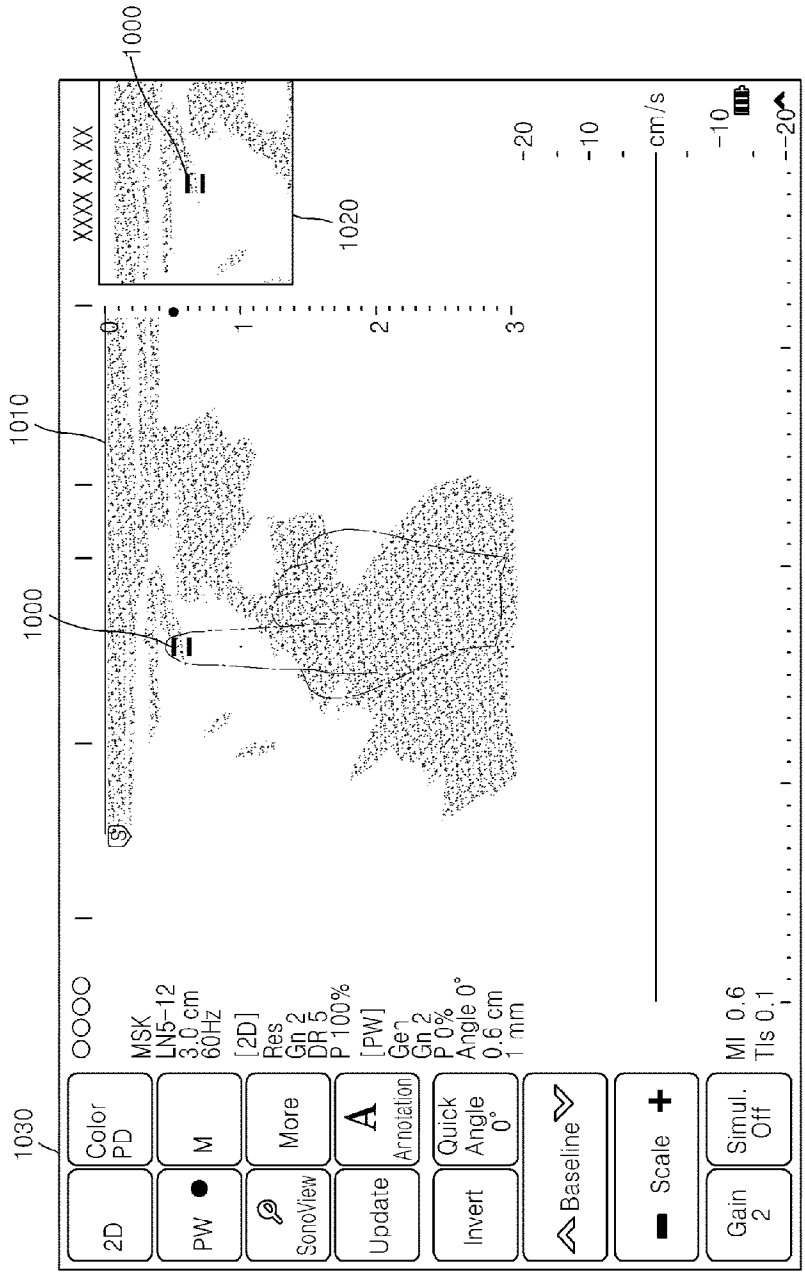 1030
1000
1010
1000
1020
OOOO
XXXX XX XX
2D
Color
PD
PW
M
SonoView
More
Update
A
Annotation
Invert
Quick
Angle
0°
Baseline
Scale
Gain
2
Simul.
Off
MSK
LN5-12
3.0 cm
60Hz
[2D]
Res
Gn 2
DR 5
P 100%
[PW]
Gen
Gn 2
P 0%
Angle 0°
0.6 cm
1 mm
MI 0.6
TIs 0.1
S
0
1
2
3
-20
-10
cm/s
-10
-20